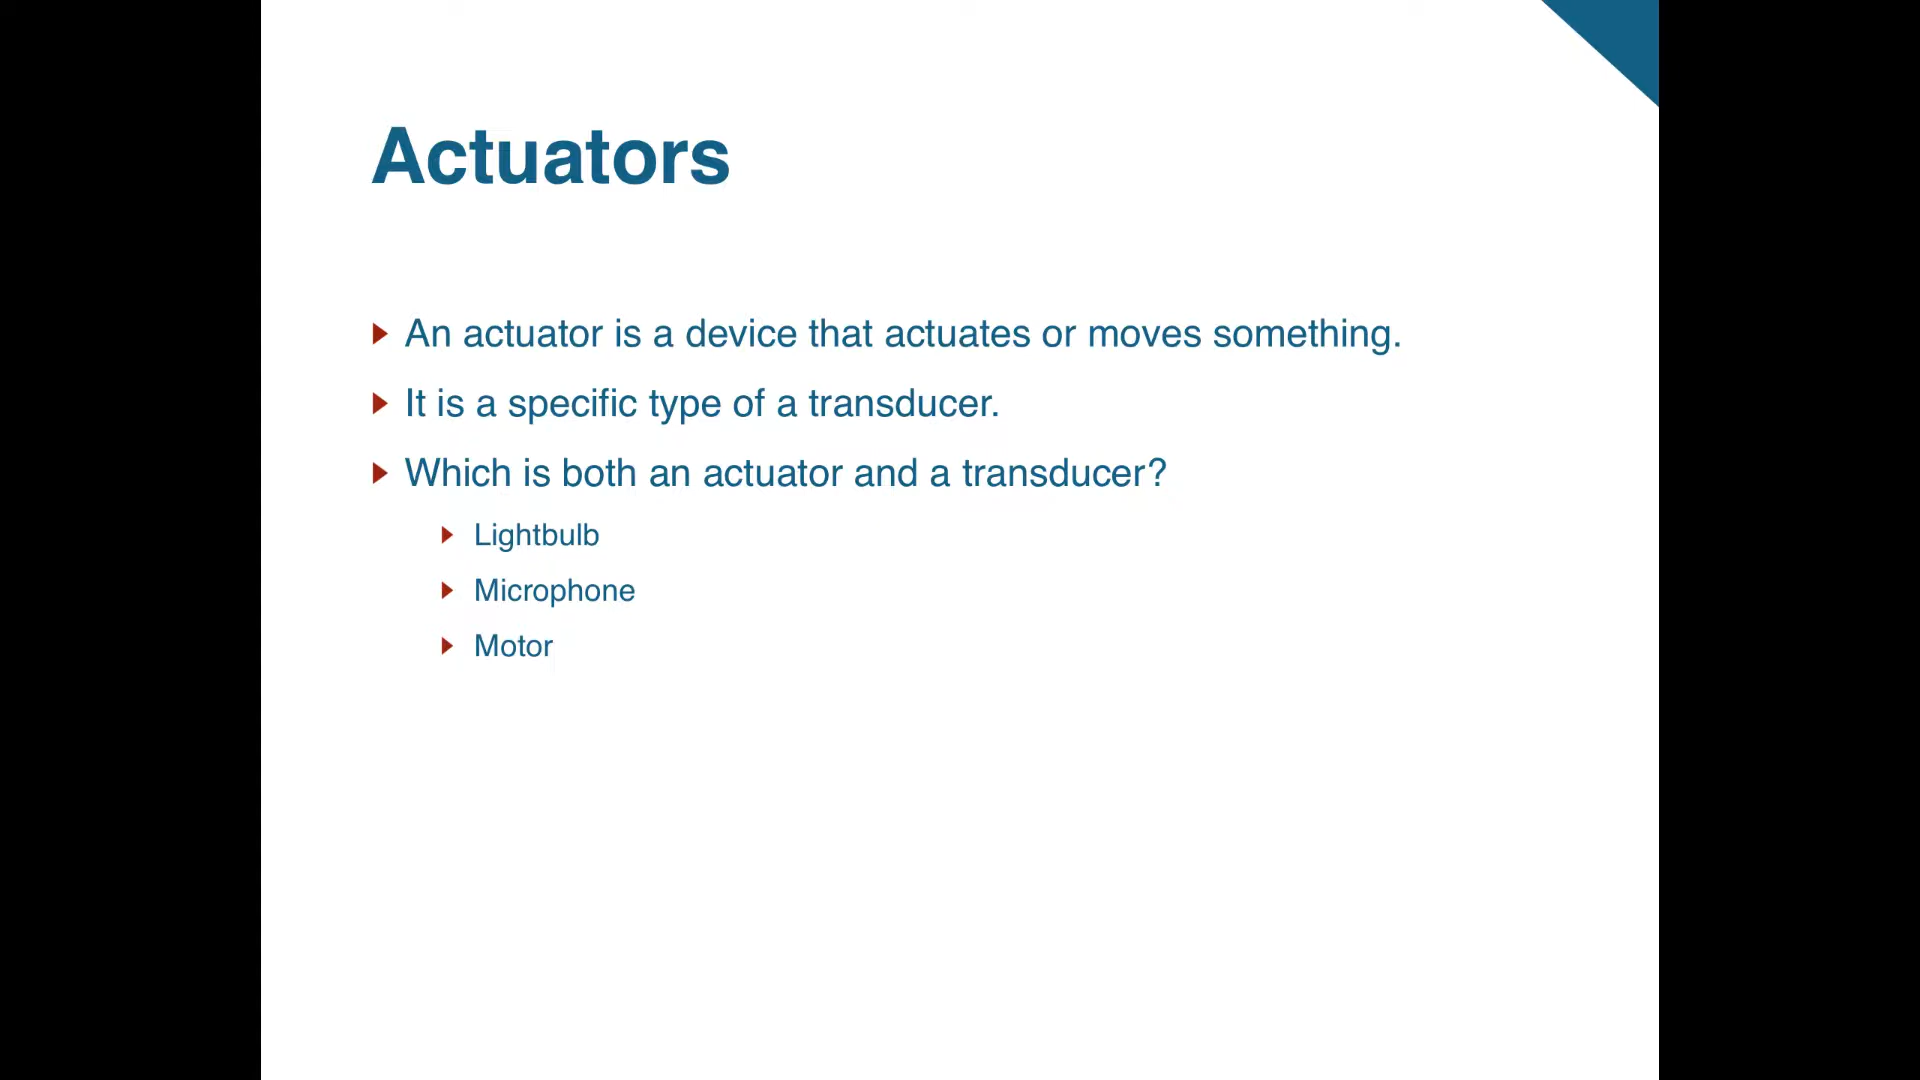 Actuators
An actuator is a device that actuates or moves something.
It is a specific type of a transducer.
Which is both an actuator and a transducer?
Lightbulb
Microphone
Motor